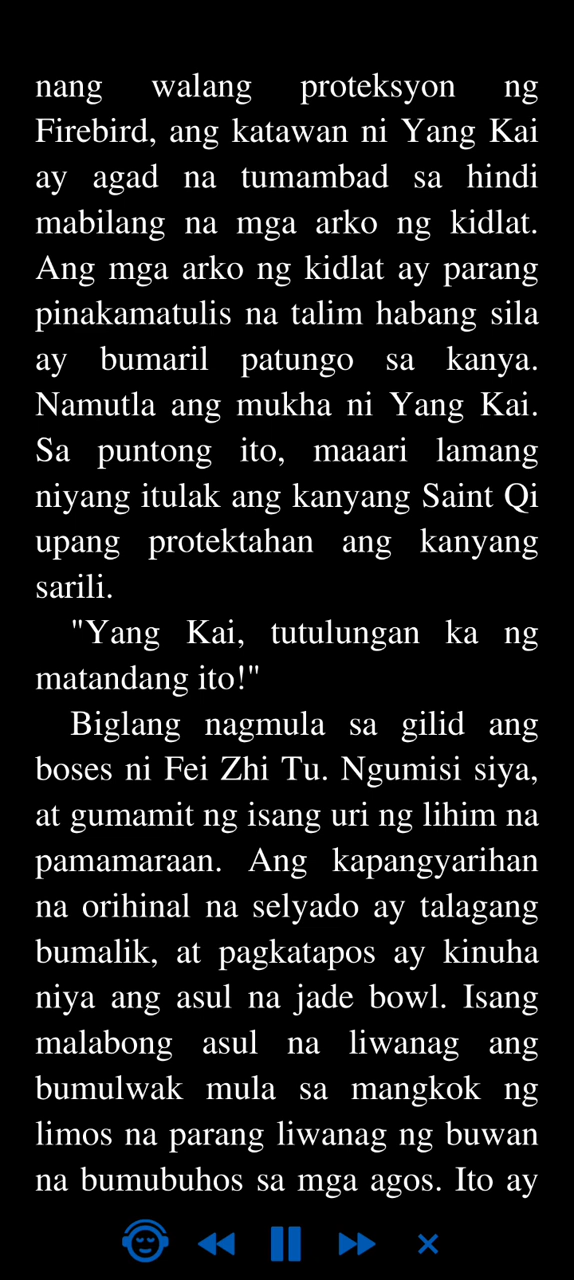 nang walang proteksyon ng
Firebird, ang katawan ni Yang Kai
ay agad na tumambad sa hindi
mabilang na mga arko ng kidlat.
Ang mga arko ng kidlat ay parang
pinakamatulis na talim habang sila
ay bumaril patungo sa kanya.
Namutla ang mukha ni Yang Kai.
Sa puntong ito, maaari lamang
niyang itulak ang kanyang Saint Qi
upang protektahan ang kanyang
sarili.
"Yang Kai, tutulungan ka ng
matandang ito!"
Biglang nagmula sa gilid ang
boses ni Fei Zhi Tu. Ngumisi siya,
at gumamit ng isang uri ng lihim na
pamamaraan. Ang kapangyarihan
na orihinal na selyado ay talagang
bumalik, at pagkatapos ay kinuha
niya ang asul na jade bowl. Isang
malabong asul na liwanag ang
bumulwak mula sa mangkok ng
limos na parang liwanag ng buwan
na bumubuhos sa mga agos. Ito ay